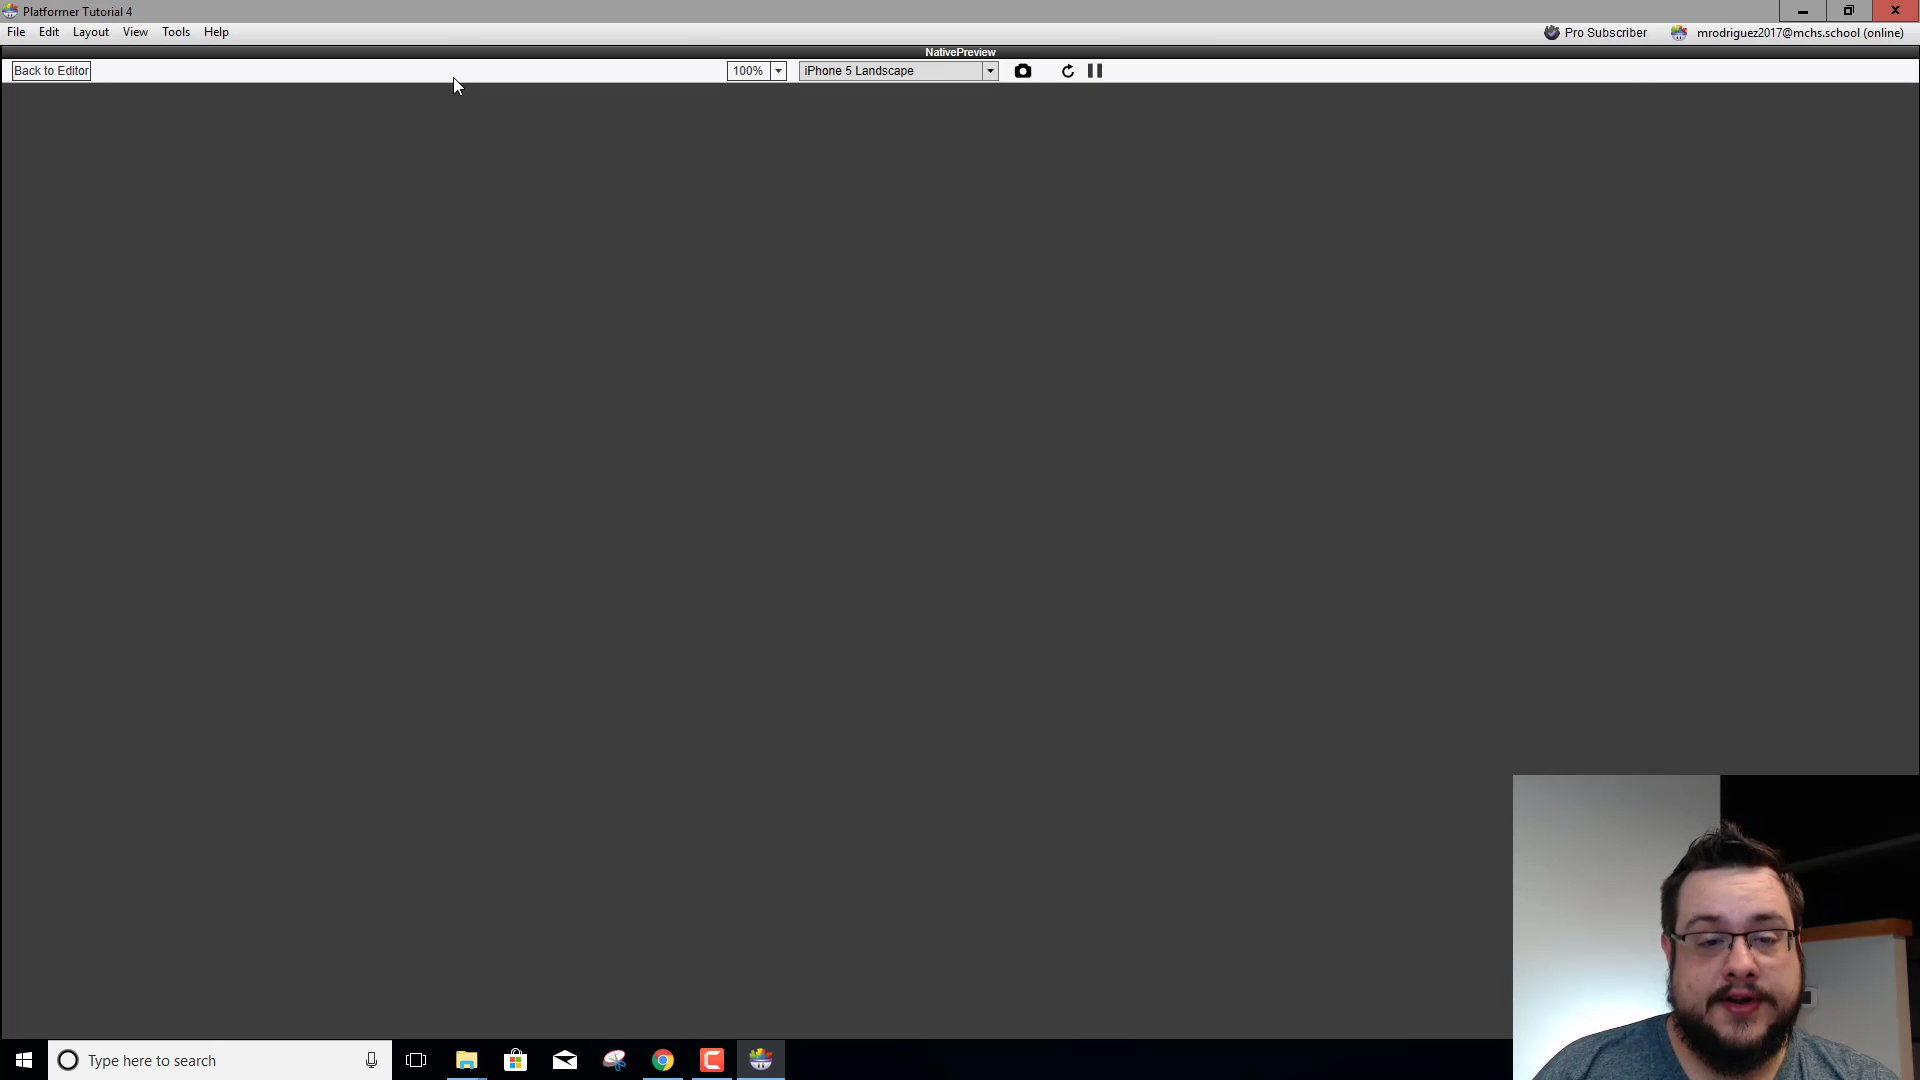 Platformer Tutorial 4
File Edit Layout View Tools Help
Pro Subscriber mrodriguez2017@mchs.school (online)
NativePreview
Back to Editor 100% iPhone 5 Landscape
Type here to search